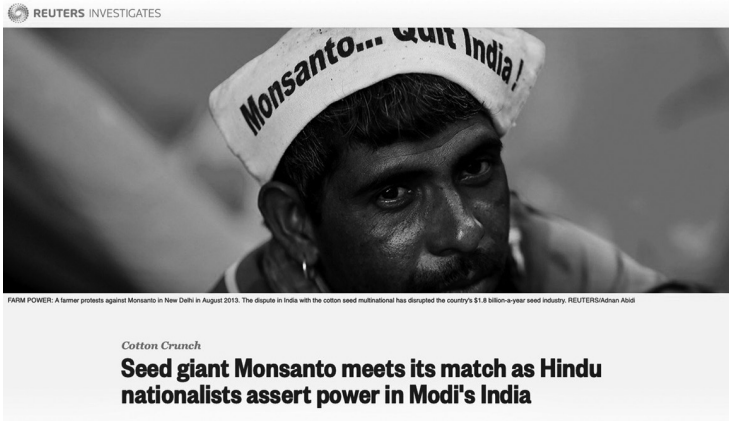 REUTERS INVESTIGATES
Monsanto... Quit India!
FARM POWER: A farmer protests against Monsanto in New Delhi in August 2013. The dispute in India with the cotton seed multinational has disrupted the country's $1.8 billion-a-year seed industry. REUTERS/Adnan Abidi
Cotton Crunch
Seed giant Monsanto meets its match as Hindu
nationalists assert power in Modi's India